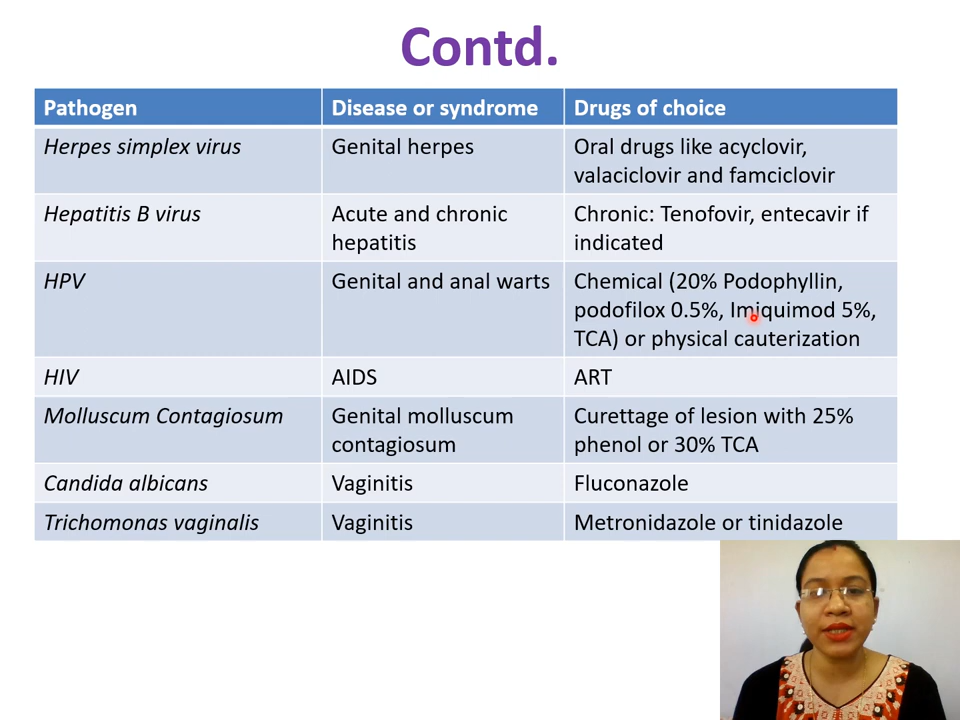 Contd.
Pathogen
Disease or syndrome
Drugs of choice
Herpes simplex virus
Genital herpes
Oral drugs like acyclovir,
valaciclovir and famciclovir
Hepatitis B virus
Acute and chronic
hepatitis
Chronic: Tenofovir, entecavir if
indicated
HPV
Genital and anal warts
Chemical (20% Podophyllin,
podofilox 0.5%, Imiquimod 5%,
TCA) or physical cauterization
HIV
AIDS
ART
Molluscum Contagiosum
Genital molluscum
contagiosum
Curettage of lesion with 25%
phenol or 30% TCA
Candida albicans
Vaginitis
Fluconazole
Trichomonas vaginalis
Vaginitis
Metronidazole or tinidazole